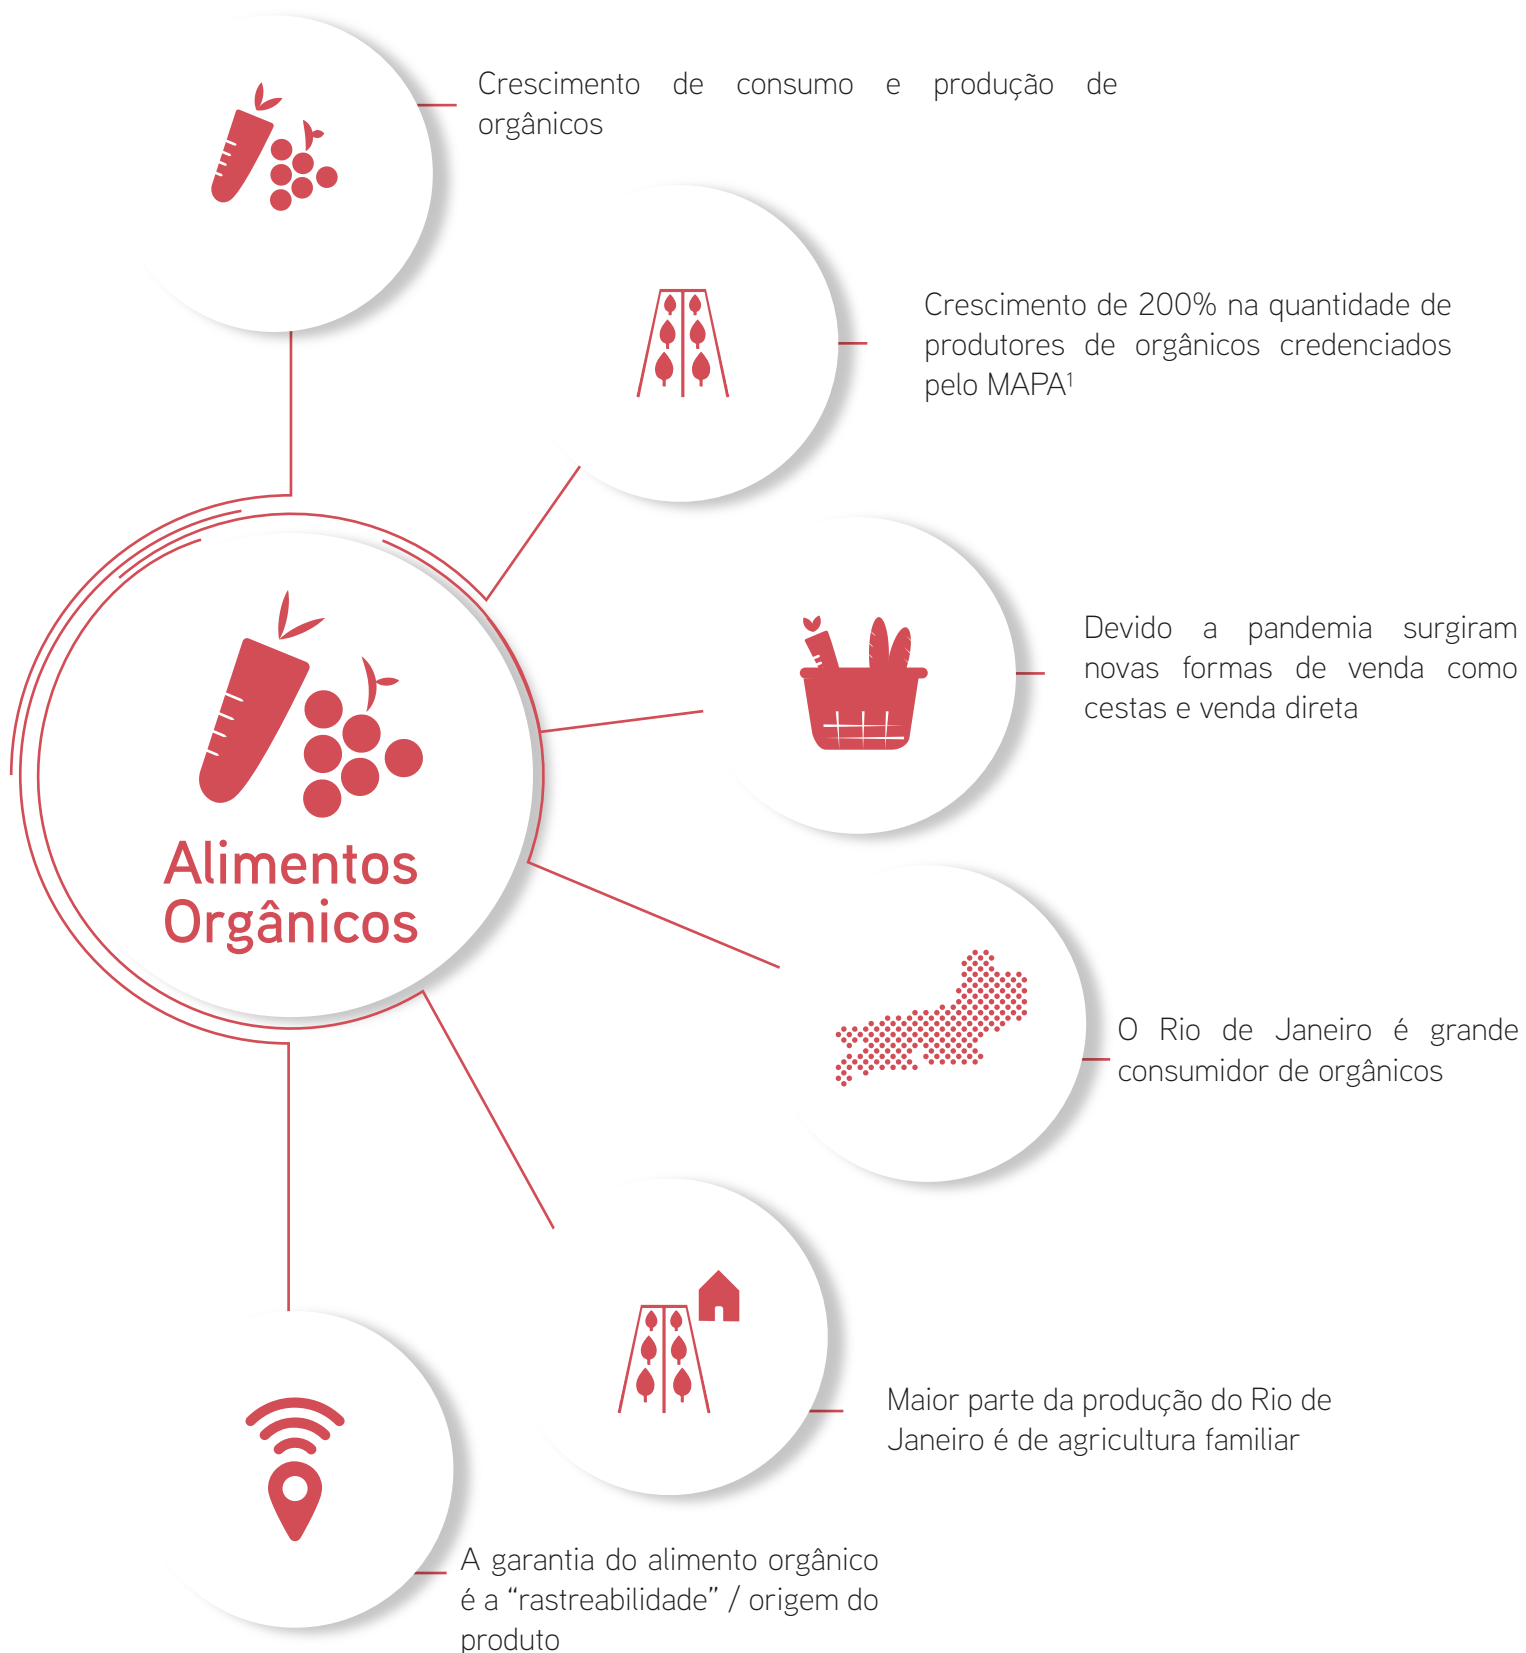 Crescimento de consumo e produção de
orgânicos
Crescimento de 200% na quantidade de
produtores de orgânicos credenciados
pelo MAPA¹
Devido a pandemia surgiram
novas formas de venda como
cestas e venda direta
Alimentos
Orgânicos
O Rio de Janeiro é grande
consumidor de orgânicos
Maior parte da produção do Rio de
Janeiro é de agricultura familiar
A garantia do alimento orgânico
é a “rastreabilidade” / origem do
produto